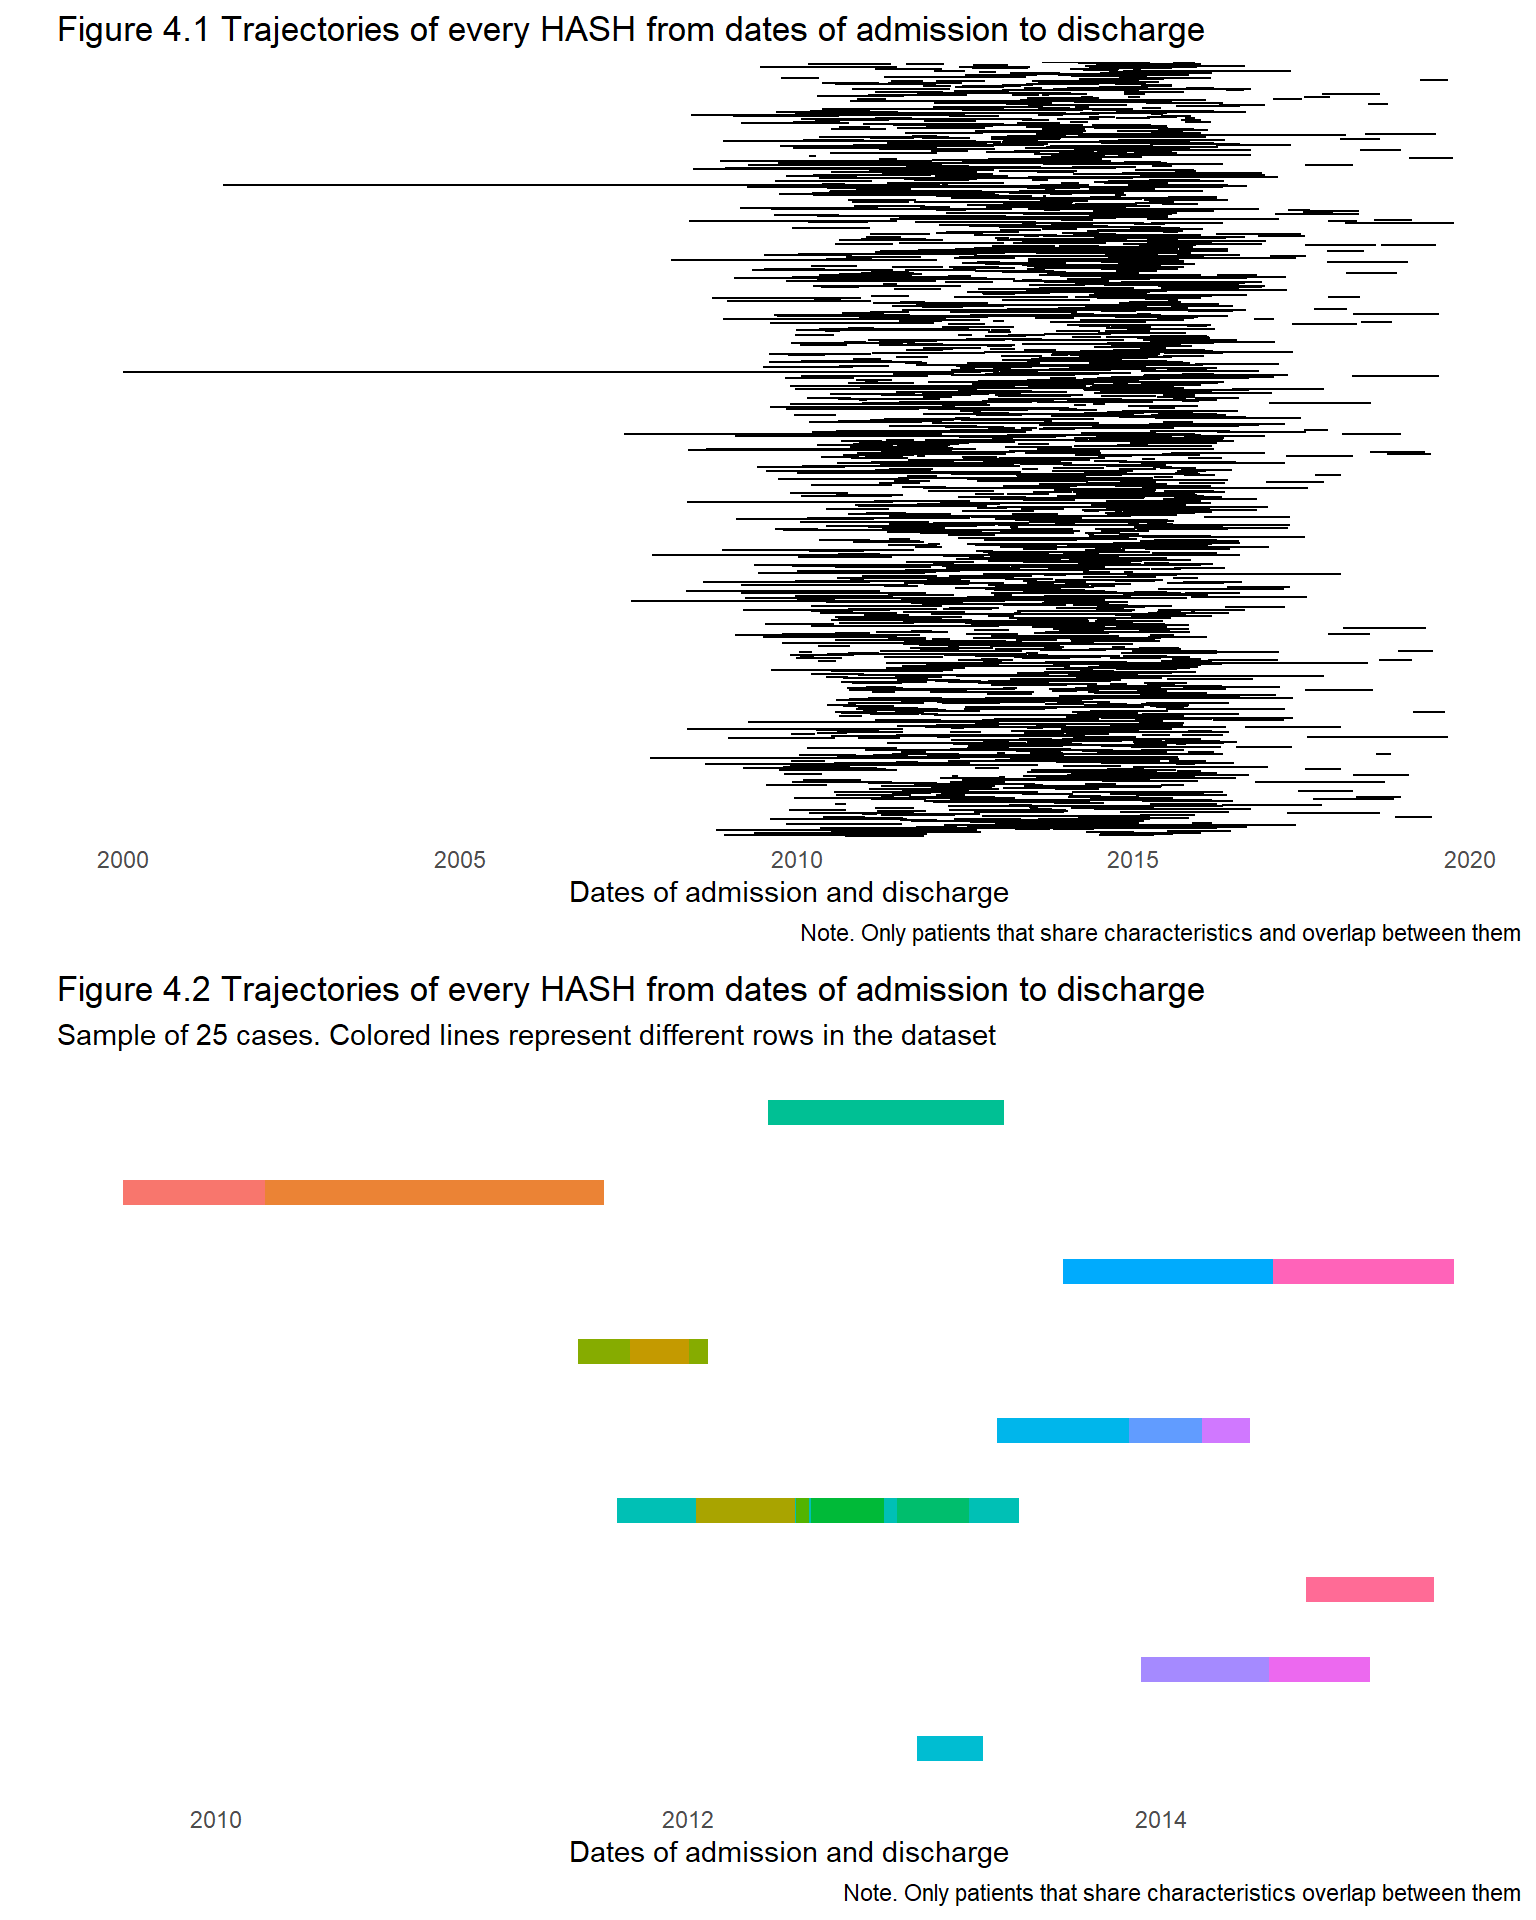 Figure 4.1 Trajectories of every HASH from dates of admission to discharge
2000 2005 2010 2015 2020
Dates of admission and discharge
Note. Only patients that share characteristics and overlap between them
Figure 4.2 Trajectories of every HASH from dates of admission to discharge
Sample of 25 cases. Colored lines represent different rows in the dataset
2010 2012 2014
Dates of admission and discharge
Note. Only patients that share characteristics overlap between them